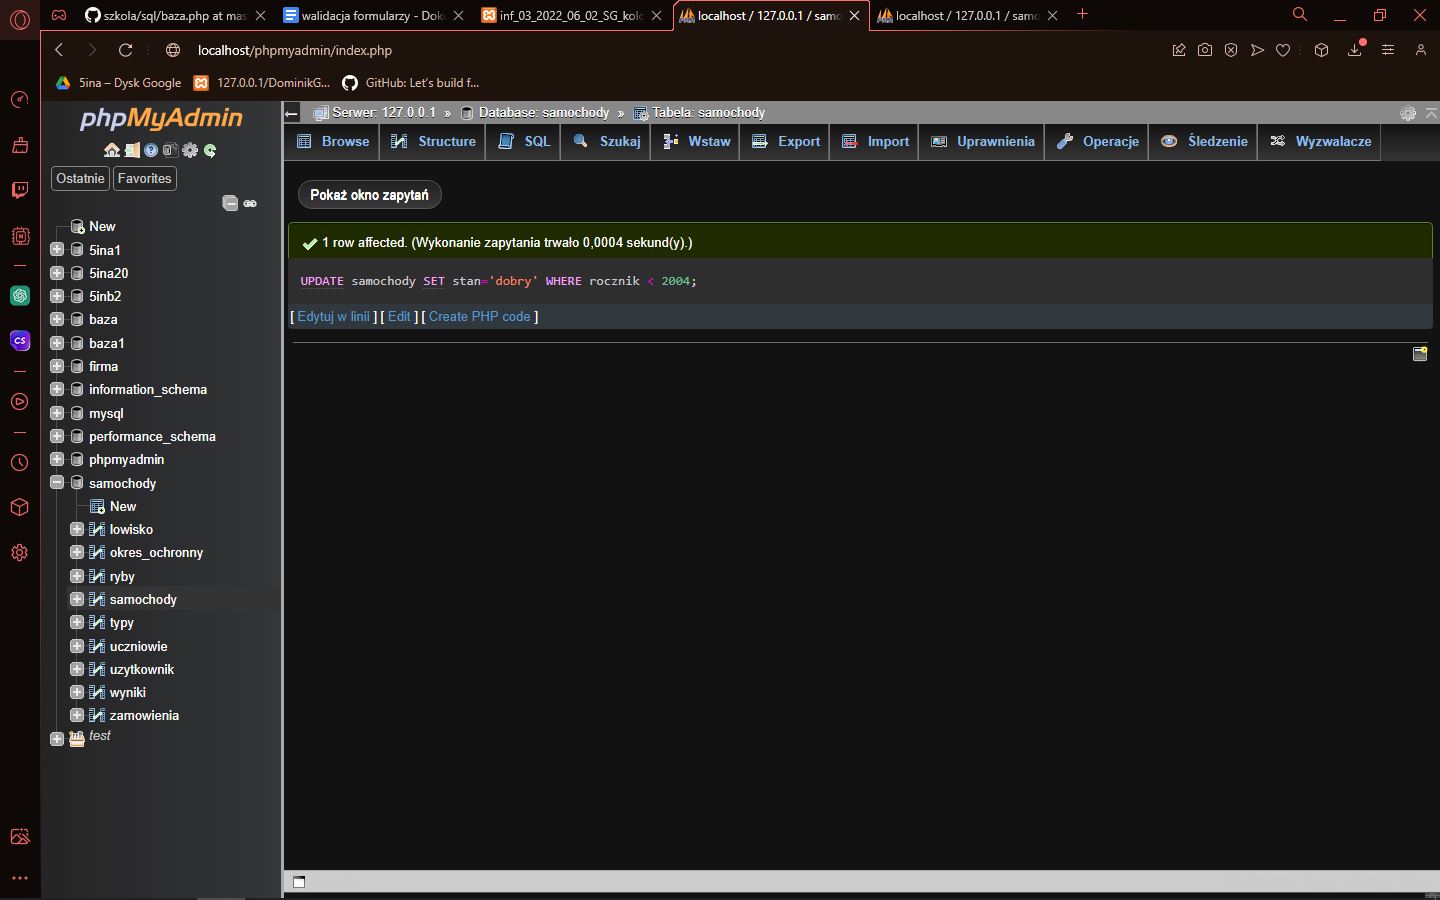 szkola/sql/baza.php at mas
walidacja formularzy - Dok
inf_03_2022_06_02_SG_kolo
localhost / 127.0.0.1 / samo
localhost / 127.0.0.1 / samo
localhost/phpmyadmin/index.php
5ina – Dysk Google
127.0.0.1/DominikG...
GitHub: Let's build f...
phpMyAdmin
Ostatnie
Favorites
New
5ina1
5ina20
5inb2
baza
baza1
firma
information_schema
mysql
performance_schema
phpmyadmin
samochody
New
lowisko
okres_ochronny
ryby
samochody
typy
uczniowie
uzytkownik
wyniki
zamowienia
test
Serwer: 127.0.0.1 » Database: samochody » Tabela: samochody
Browse
Structure
SQL
Szukaj
Wstaw
Export
Import
Uprawnienia
Operacje
Śledzenie
Wyzwalacze
Pokaż okno zapytań
1 row affected. (Wykonanie zapytania trwało 0,0004 sekund(y).)
UPDATE samochody SET stan='dobry' WHERE rocznik < 2004;
[ Edytuj w linii ] [ Edit ] [ Create PHP code ]
CS